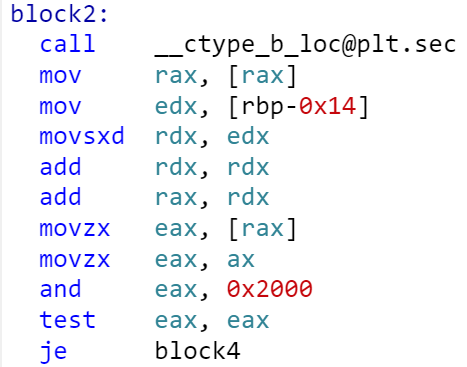 block2:
call __ctype_b_loc@plt.sec
mov rax, [rax]
mov edx, [rbp-0x14]
movsxd rdx, edx
add rdx, rdx
add rax, rdx
movzx eax, [rax]
movzx eax, ax
and eax, 0x2000
test eax, eax
je block4